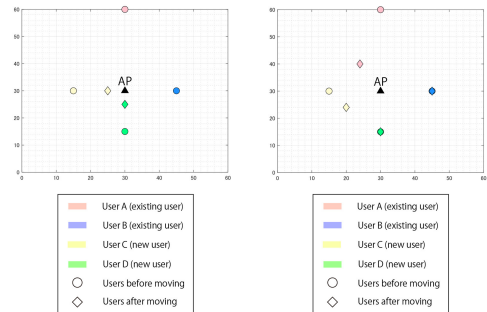 60
50
40
30
20
10
0
AP
0 10 20 30 40 50 60
User A (existing user)
User B (existing user)
User C (new user)
User D (new user)
Users before moving
Users after moving
60
50
40
30
20
10
0
AP
0 10 20 30 40 50 60
User A (existing user)
User B (existing user)
User C (new user)
User D (new user)
Users before moving
Users after moving